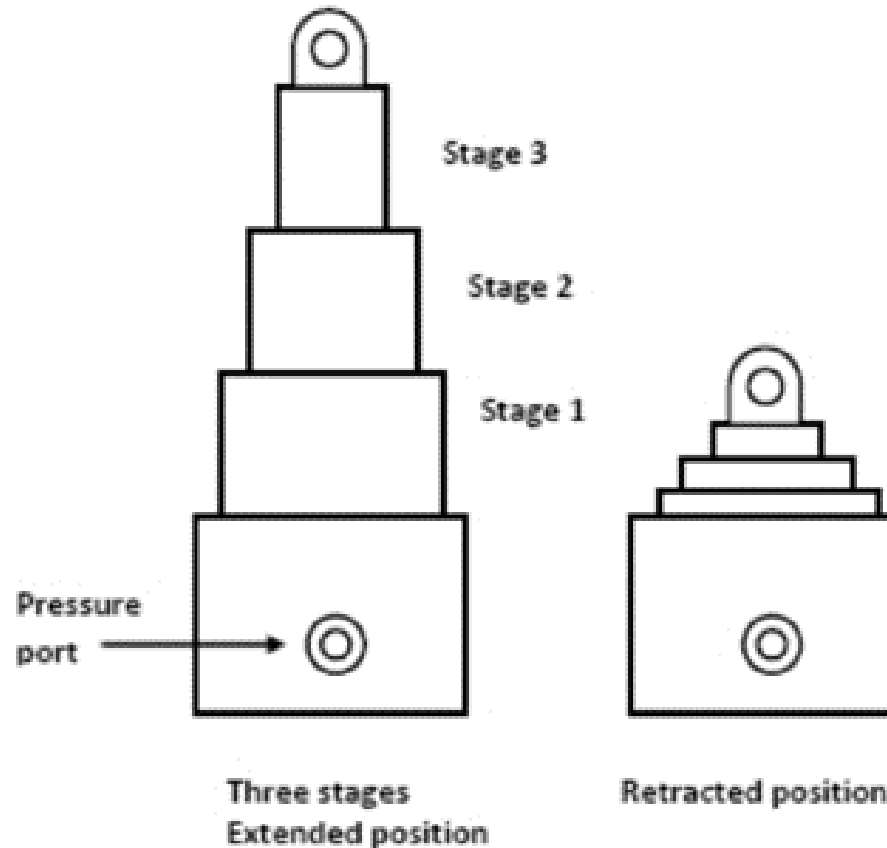 Stage 3
Stage 2
Stage 1
Pressure
port
Three stages
Extended position
Retracted position